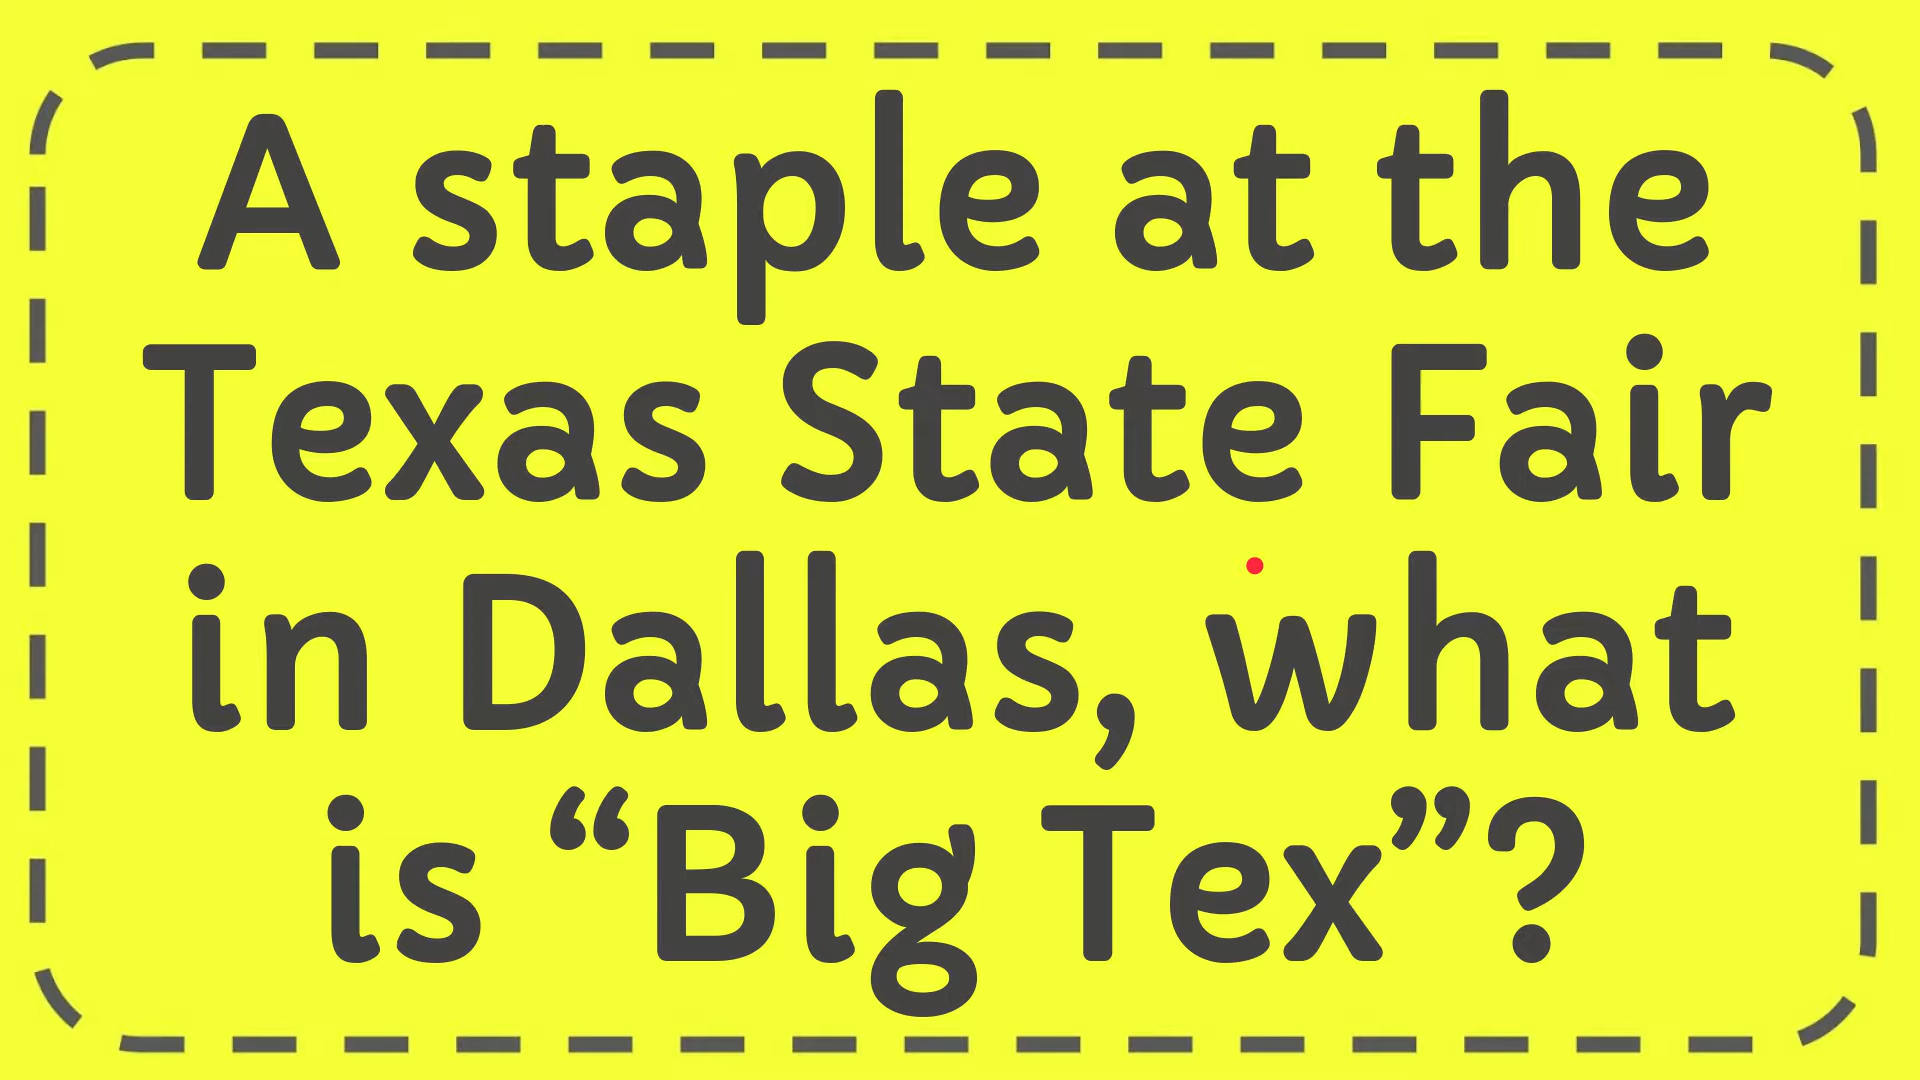 A staple at the
Texas State Fair
in Dallas, what
is “Big Tex”?